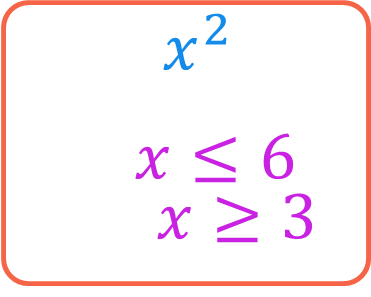 x²
x ≤ 6
x ≥ 3